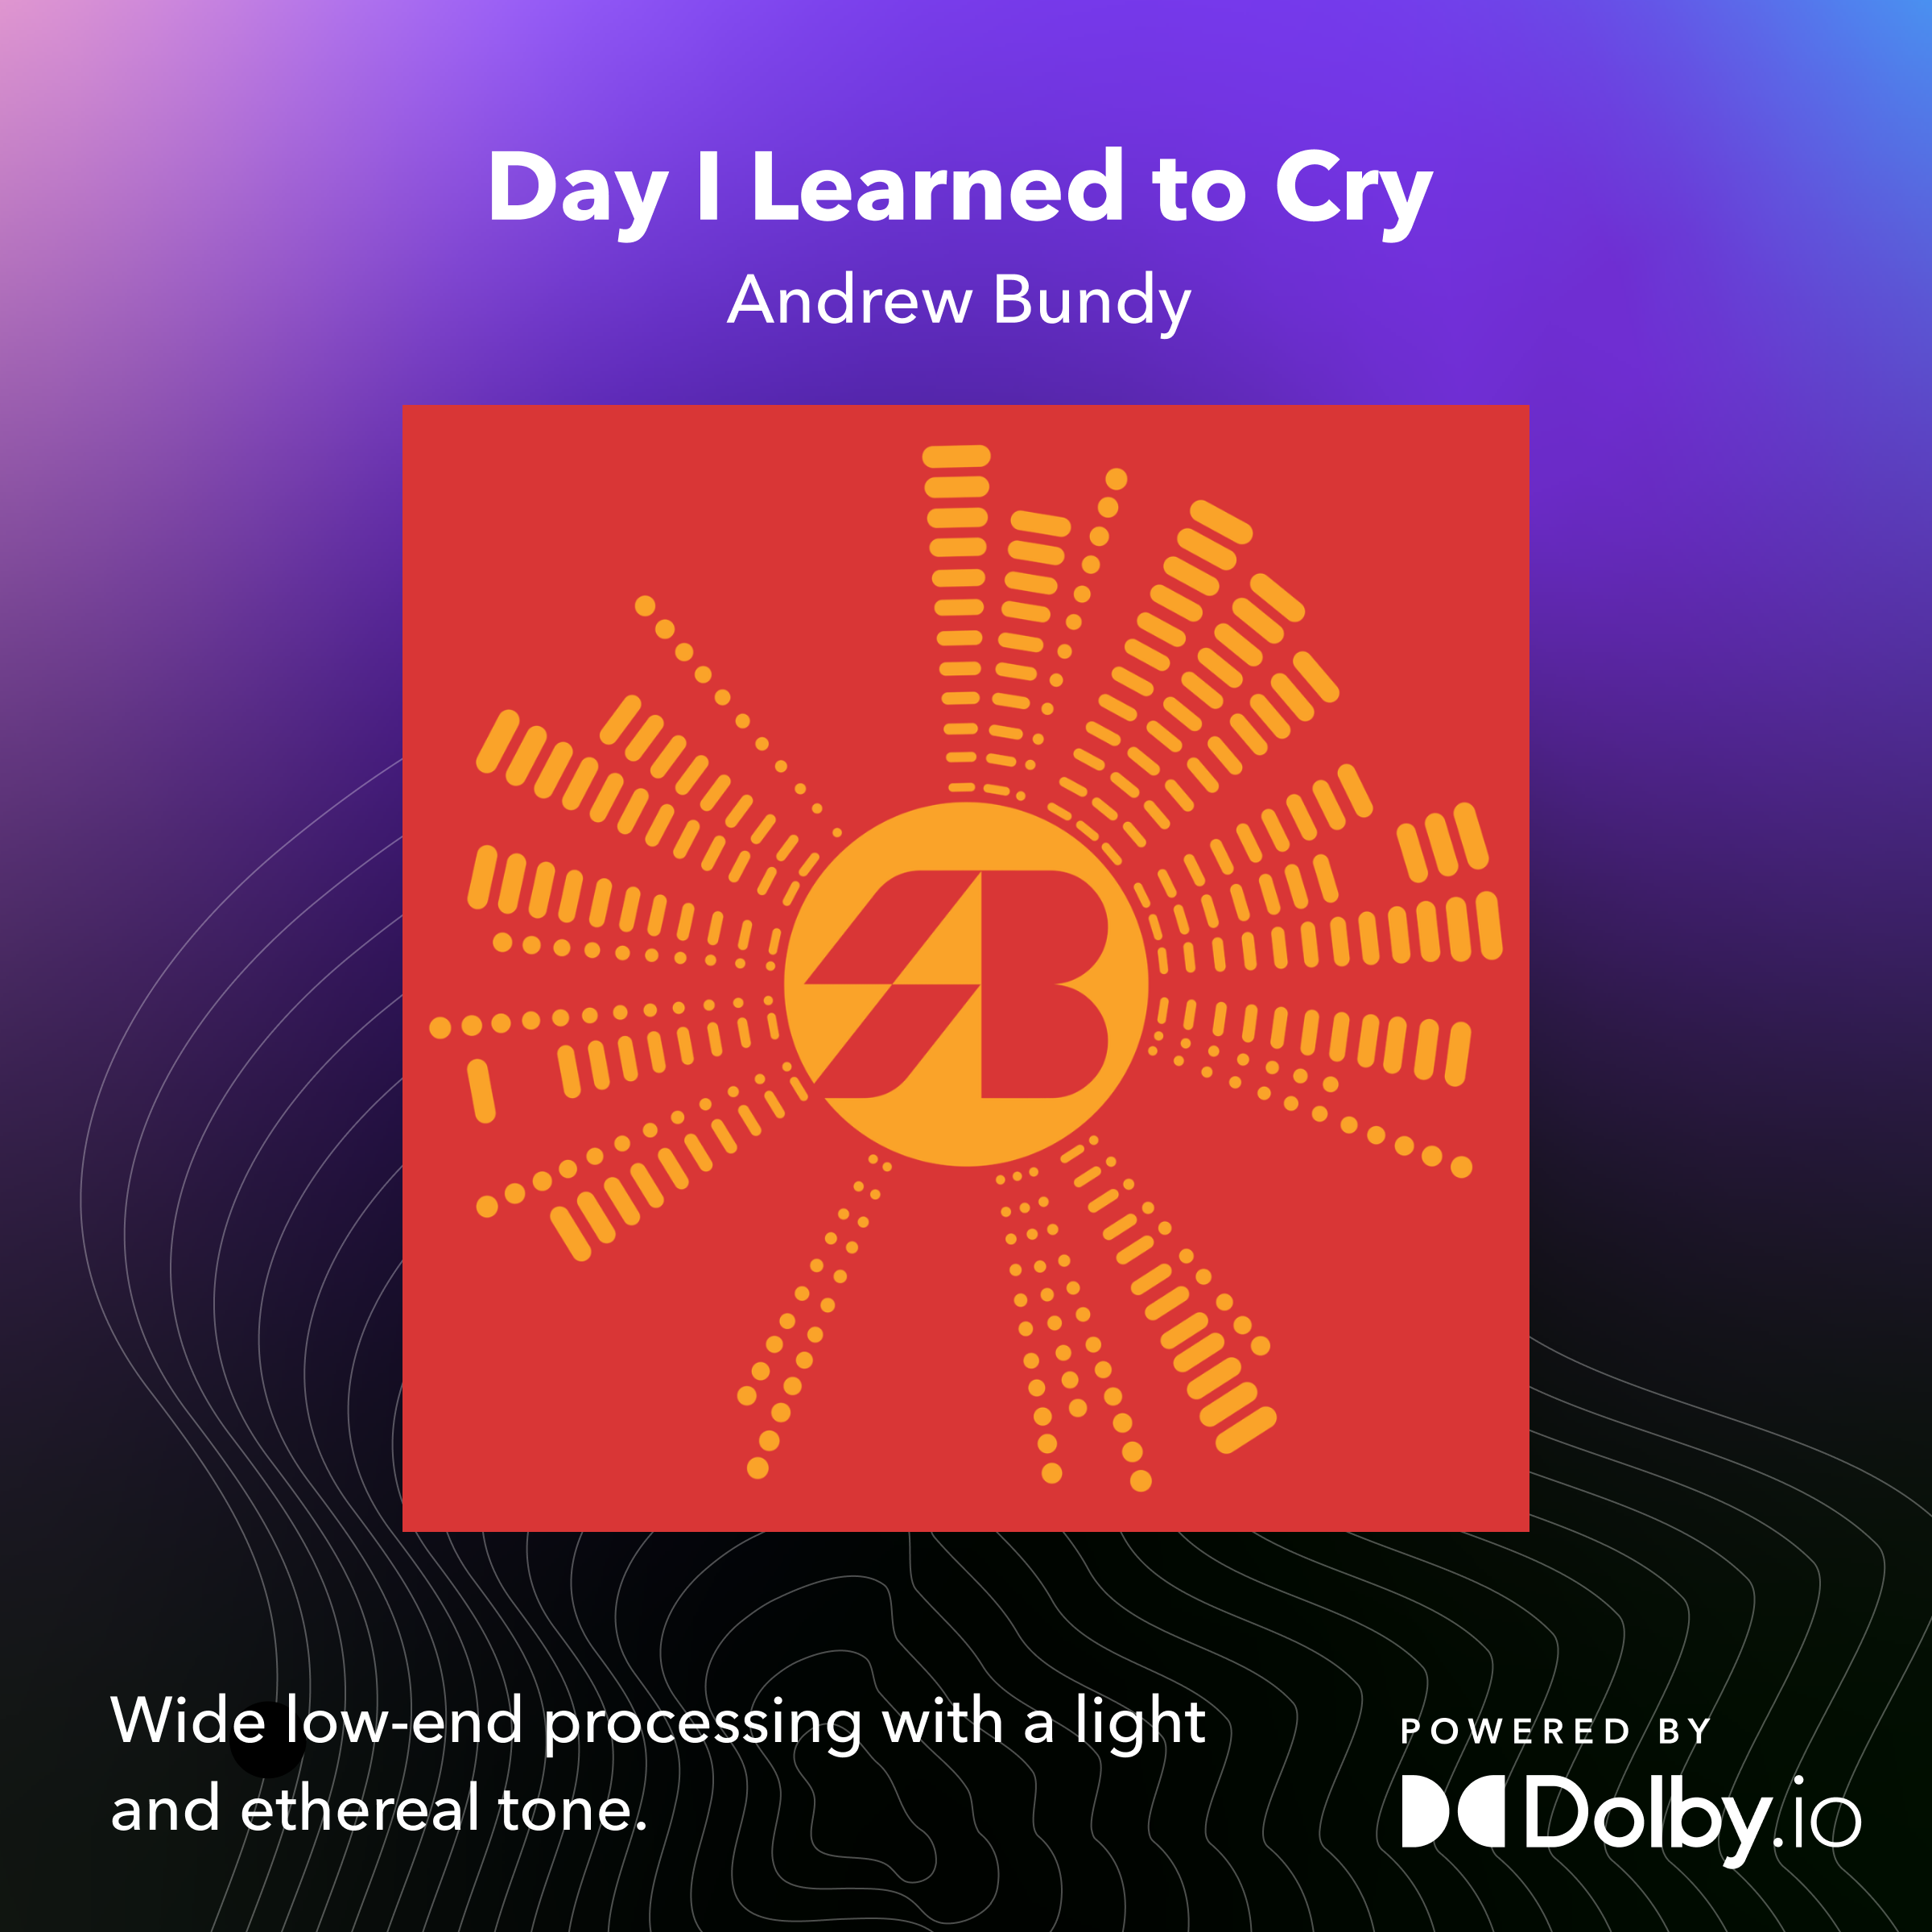 Day I Learned to Cry
Andrew Bundy
AB
Wide low-end processing with a light
and ethereal tone.
POWERED BY
Dolby.io